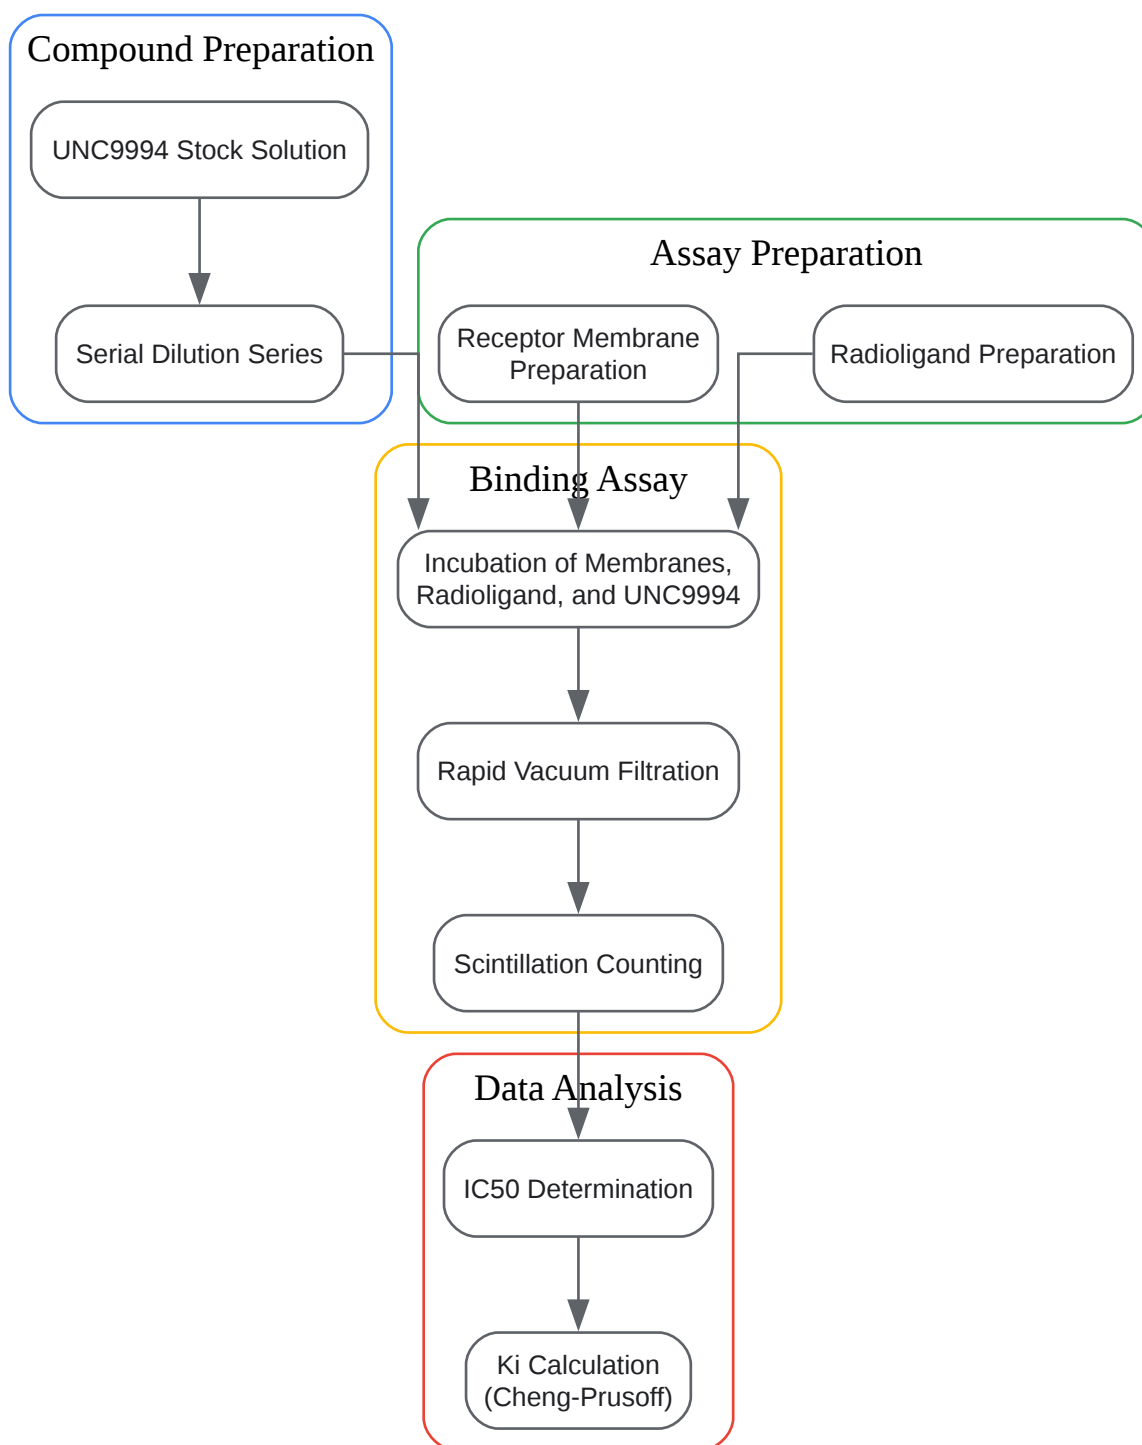 Compound Preparation
UNC9994 Stock Solution
Serial Dilution Series
Assay Preparation
Receptor Membrane
Preparation
Radioligand Preparation
Binding Assay
Incubation of Membranes,
Radioligand, and UNC9994
Rapid Vacuum Filtration
Scintillation Counting
Data Analysis
IC50 Determination
Ki Calculation
(Cheng-Prusoff)